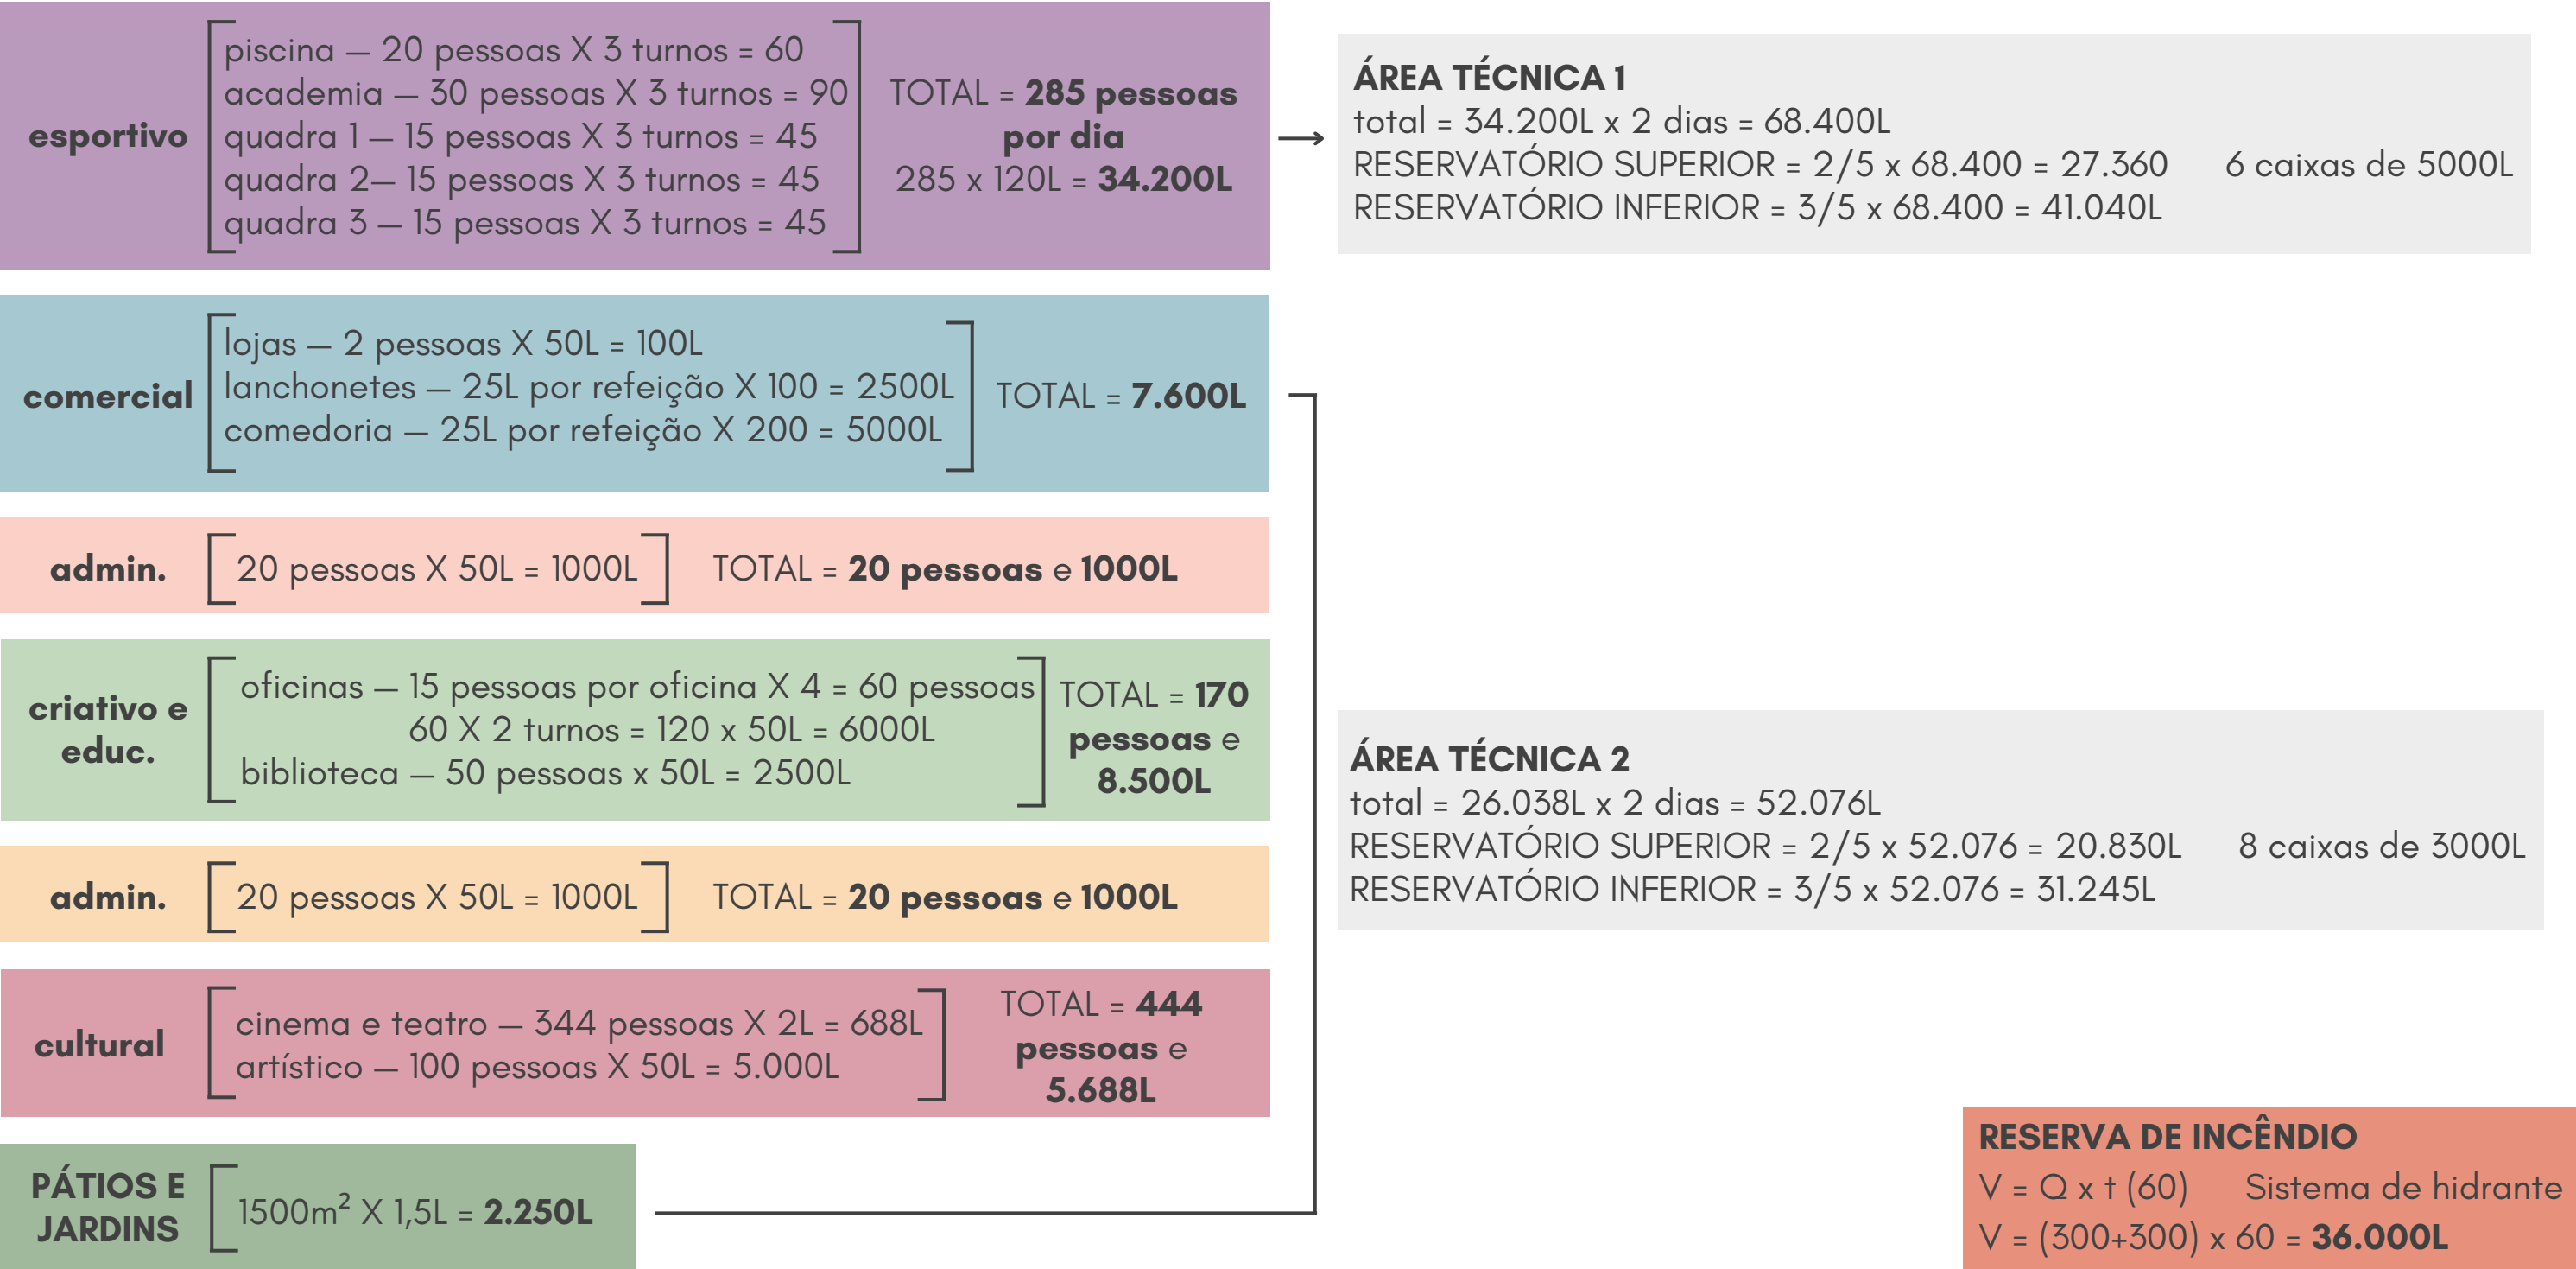 esportivo
piscina — 20 pessoas X 3 turnos = 60
academia — 30 pessoas X 3 turnos = 90
quadra 1 — 15 pessoas X 3 turnos = 45
quadra 2— 15 pessoas X 3 turnos = 45
quadra 3 — 15 pessoas X 3 turnos = 45
TOTAL = 285 pessoas
por dia
285 x 120L = 34.200L
ÁREA TÉCNICA 1
total = 34.200L x 2 dias = 68.400L
RESERVATÓRIO SUPERIOR = 2/5 x 68.400 = 27.360 6 caixas de 5000L
RESERVATÓRIO INFERIOR = 3/5 x 68.400 = 41.040L
comercial
lojas — 2 pessoas X 50L = 100L
lanchonetes — 25L por refeição X 100 = 2500L
comedoria — 25L por refeição X 200 = 5000L
TOTAL = 7.600L
admin.
20 pessoas X 50L = 1000L
TOTAL = 20 pessoas e 1000L
criativo e
educ.
oficinas — 15 pessoas por oficina X 4 = 60 pessoas
60 X 2 turnos = 120 x 50L = 6000L
biblioteca — 50 pessoas x 50L = 2500L
TOTAL = 170
pessoas e
8.500L
admin.
20 pessoas X 50L = 1000L
TOTAL = 20 pessoas e 1000L
cultural
cinema e teatro — 344 pessoas X 2L = 688L
artístico — 100 pessoas X 50L = 5.000L
TOTAL = 444
pessoas e
5.688L
PÁTIOS E
JARDINS
1500m² X 1,5L = 2.250L
ÁREA TÉCNICA 2
total = 26.038L x 2 dias = 52.076L
RESERVATÓRIO SUPERIOR = 2/5 x 52.076 = 20.830L 8 caixas de 3000L
RESERVATÓRIO INFERIOR = 3/5 x 52.076 = 31.245L
RESERVA DE INCÊNDIO
V = Q x t (60) Sistema de hidrante
V = (300+300) x 60 = 36.000L